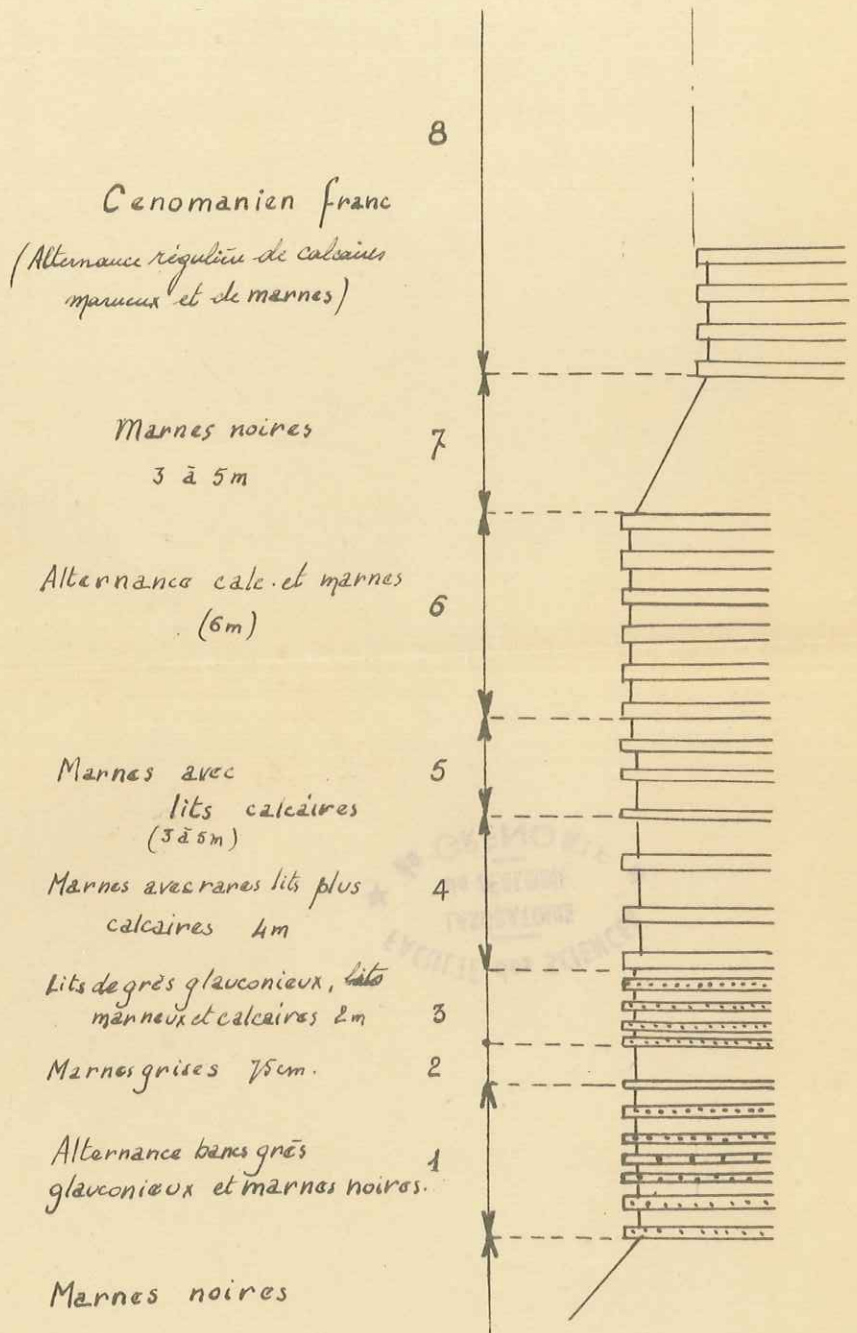 8
Cenomanien franc
(Alternance régulière de calcaires
marneux et de marnes)
Marnes noires
7
3 à 5m
Alternance calc. et marnes
6
(6m)
Marnes avec
5
lits calcaires
(3 à 5m)
Marnes avec rares lits plus
4
calcaires 4m
Lits de grès glauconieux, lits
marneux et calcaires 2m
3
Marnes grises 75cm.
2
Alternance bancs grès
1
glauconieux et marnes noires.
Marnes noires